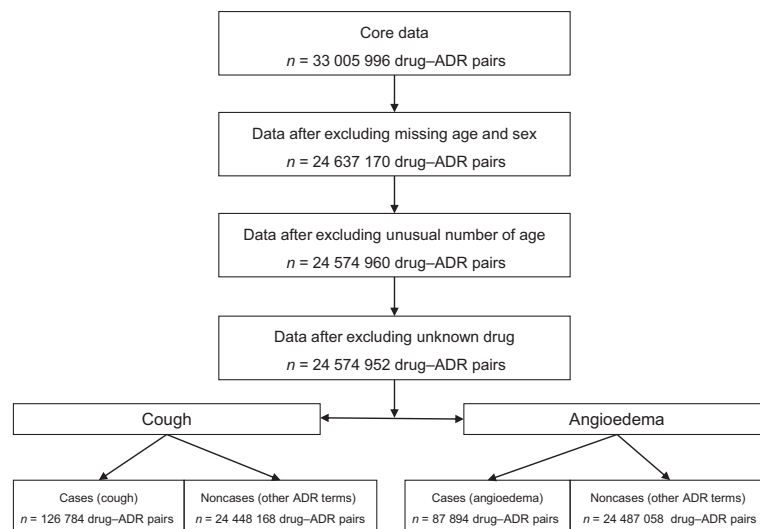 Core data
n = 33 005 996 drug–ADR pairs
Data after excluding missing age and sex
n = 24 637 170 drug–ADR pairs
Data after excluding unusual number of age
n = 24 574 960 drug–ADR pairs
Data after excluding unknown drug
n = 24 574 952 drug–ADR pairs
Cough
Angioedema
Cases (cough)
n = 126 784 drug–ADR pairs
Noncases (other ADR terms)
n = 24 448 168 drug–ADR pairs
Cases (angioedema)
n = 87 894 drug–ADR pairs
Noncases (other ADR terms)
n = 24 487 058 drug–ADR pairs